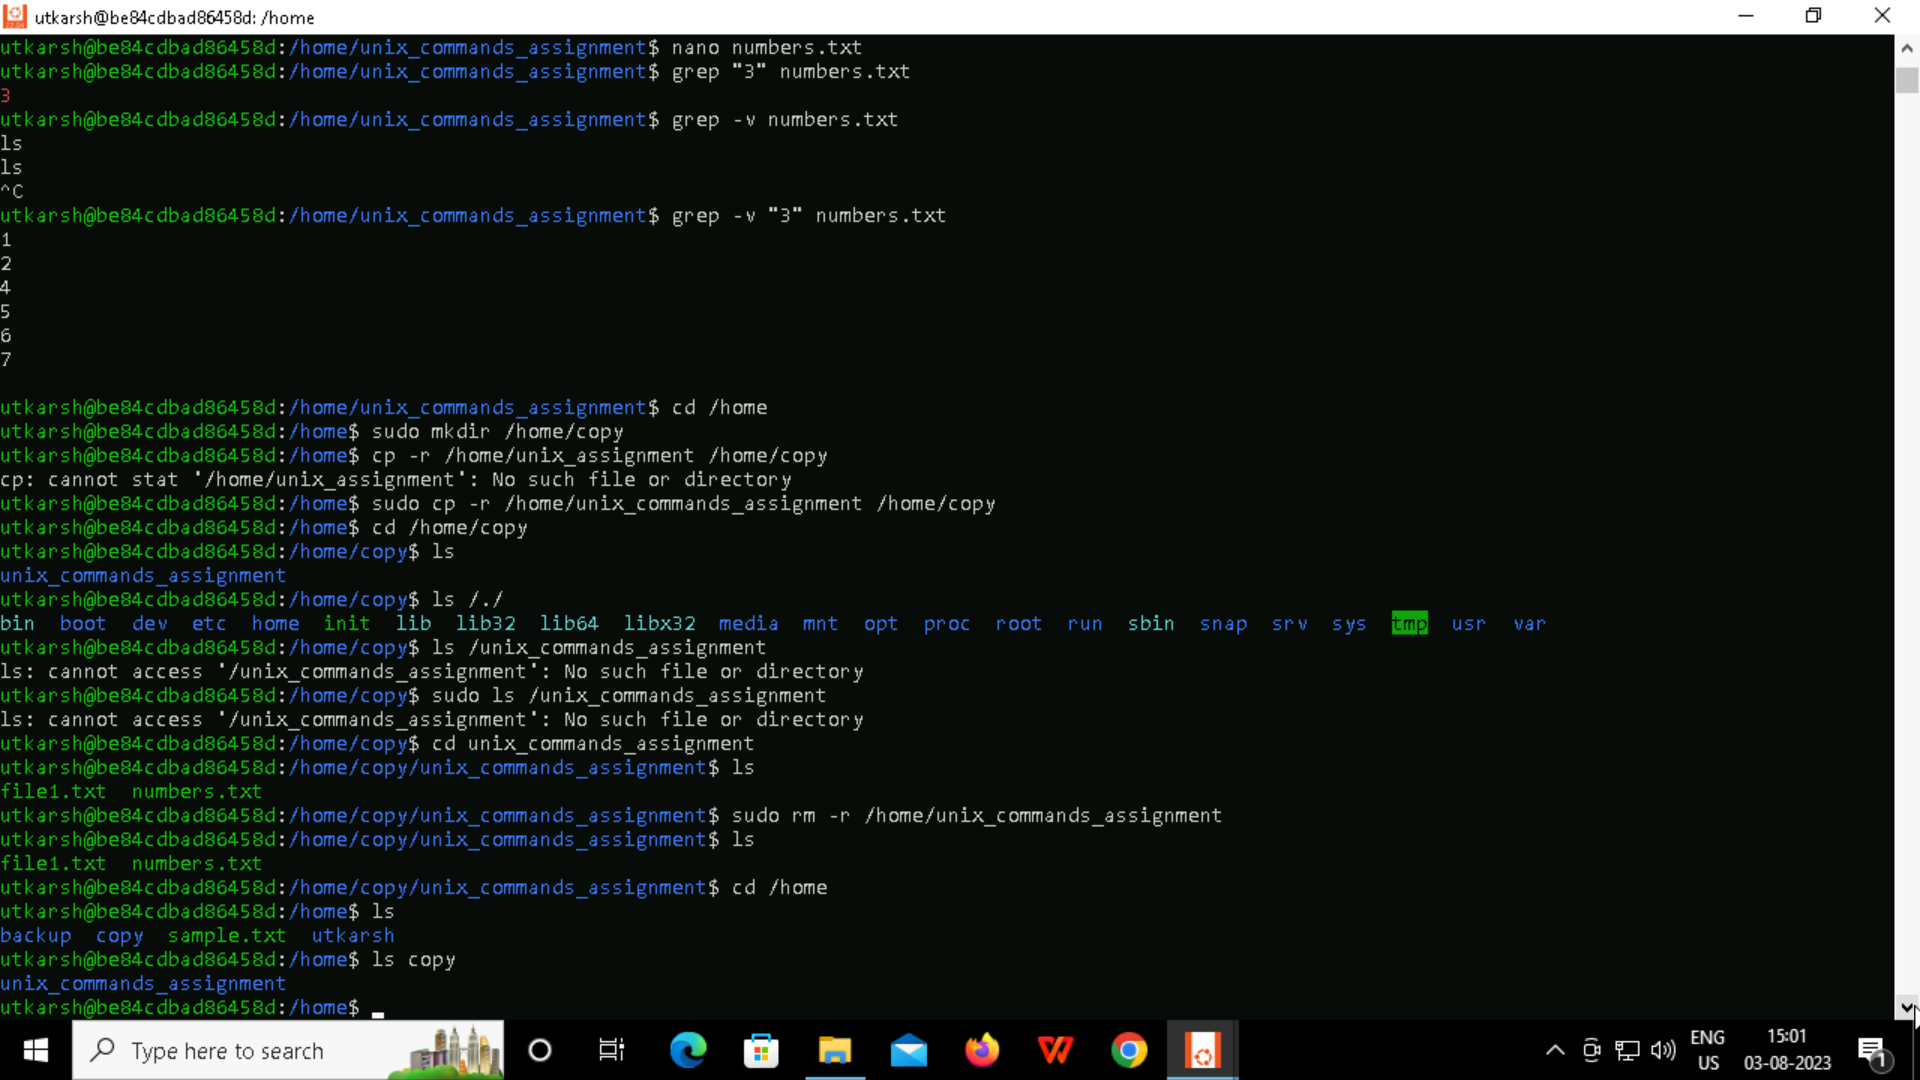 utkarsh@be84cdbad86458d: /home
utkarsh@be84cdbad86458d:/home/unix_commands_assignment$ nano numbers.txt
utkarsh@be84cdbad86458d:/home/unix_commands_assignment$ grep "3" numbers.txt
3
utkarsh@be84cdbad86458d:/home/unix_commands_assignment$ grep -v numbers.txt
ls
ls
^C
utkarsh@be84cdbad86458d:/home/unix_commands_assignment$ grep -v "3" numbers.txt
1
2
4
5
6
7
utkarsh@be84cdbad86458d:/home/unix_commands_assignment$ cd /home
utkarsh@be84cdbad86458d:/home$ sudo mkdir /home/copy
utkarsh@be84cdbad86458d:/home$ cp -r /home/unix_assignment /home/copy
cp: cannot stat '/home/unix_assignment': No such file or directory
utkarsh@be84cdbad86458d:/home$ sudo cp -r /home/unix_commands_assignment /home/copy
utkarsh@be84cdbad86458d:/home$ cd /home/copy
utkarsh@be84cdbad86458d:/home/copy$ ls
unix_commands_assignment
utkarsh@be84cdbad86458d:/home/copy$ ls /./
bin boot dev etc home init lib lib32 lib64 libx32 media mnt opt proc root run sbin snap srv sys tmp usr var
utkarsh@be84cdbad86458d:/home/copy$ ls /unix_commands_assignment
ls: cannot access '/unix_commands_assignment': No such file or directory
utkarsh@be84cdbad86458d:/home/copy$ sudo ls /unix_commands_assignment
ls: cannot access '/unix_commands_assignment': No such file or directory
utkarsh@be84cdbad86458d:/home/copy$ cd unix_commands_assignment
utkarsh@be84cdbad86458d:/home/copy/unix_commands_assignment$ ls
file1.txt numbers.txt
utkarsh@be84cdbad86458d:/home/copy/unix_commands_assignment$ sudo rm -r /home/unix_commands_assignment
utkarsh@be84cdbad86458d:/home/copy/unix_commands_assignment$ ls
file1.txt numbers.txt
utkarsh@be84cdbad86458d:/home/copy/unix_commands_assignment$ cd /home
utkarsh@be84cdbad86458d:/home$ ls
backup copy sample.txt utkarsh
utkarsh@be84cdbad86458d:/home$ ls copy
unix_commands_assignment
utkarsh@be84cdbad86458d:/home$
Type here to search
ENG
US
15:01
03-08-2023
1